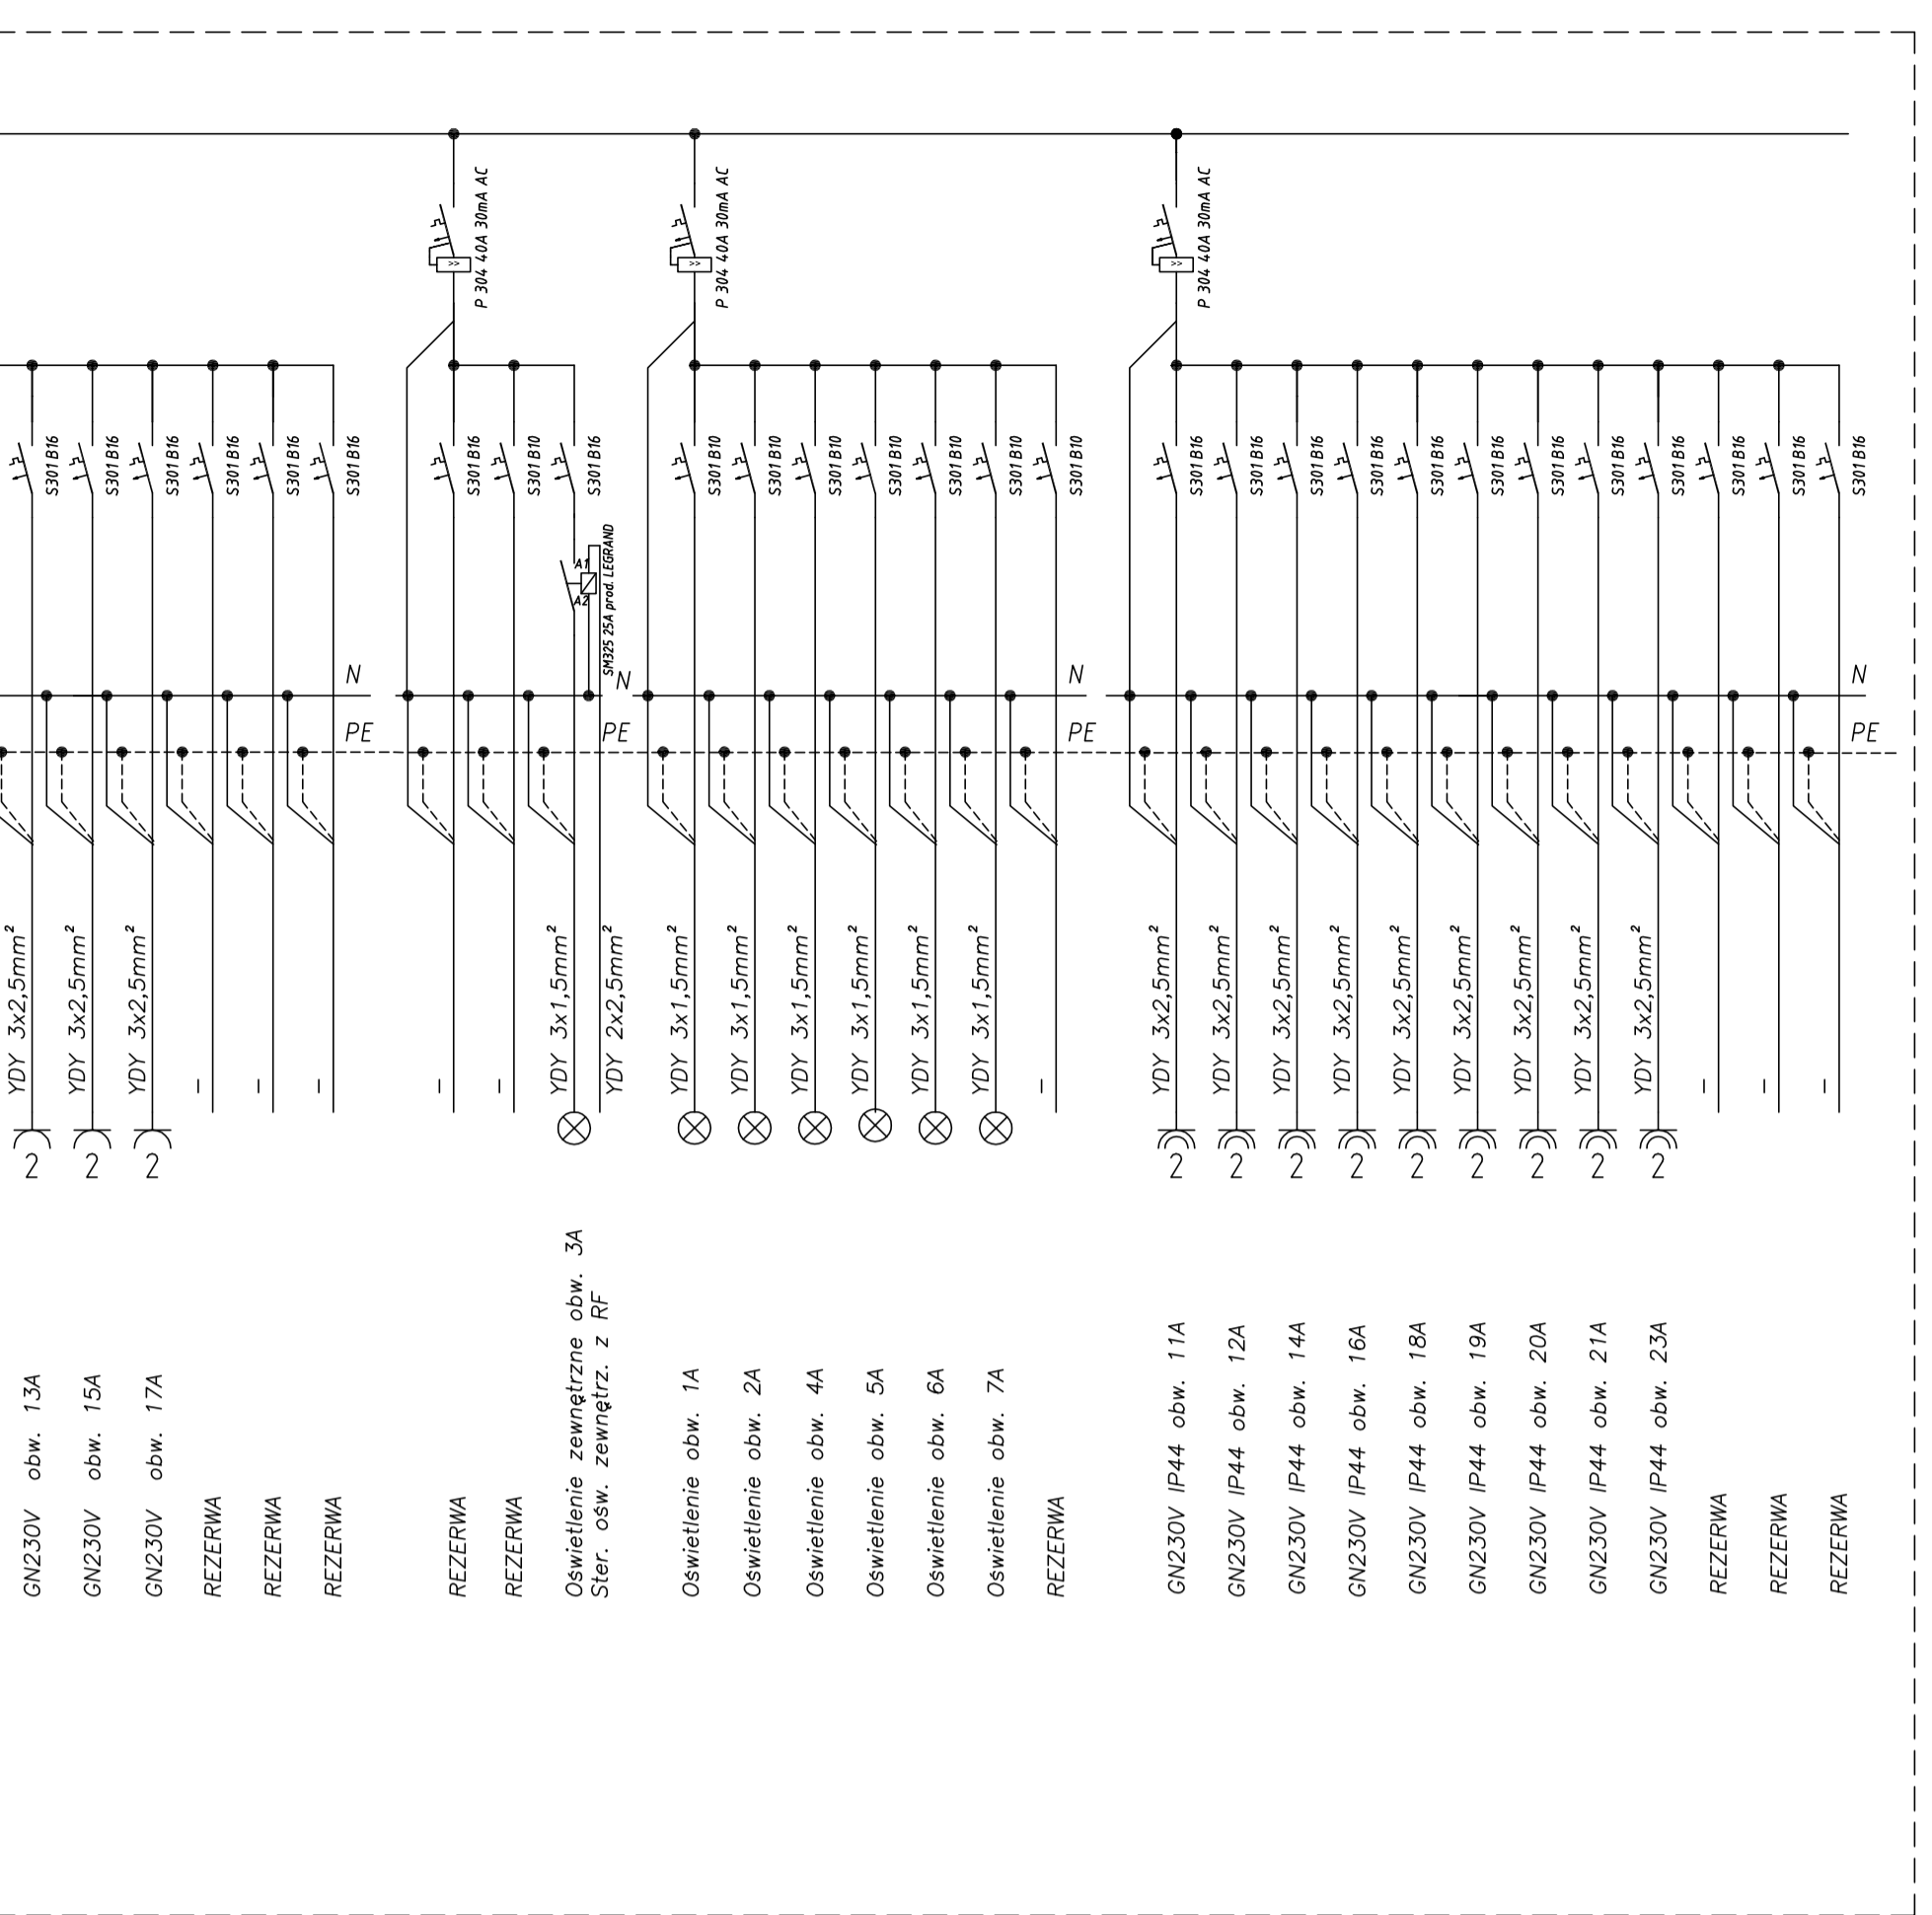 P 304 40A 30mA AC
P 304 40A 30mA AC
P 304 40A 30mA AC
>>
>>
>>
S301 B16
S301 B16
S301 B16
S301 B16
S301 B16
S301 B16
S301 B16
S301 B10
S301 B16
S301 B10
S301 B10
S301 B10
S301 B10
S301 B10
S301 B10
S301 B10
S301 B16
S301 B16
S301 B16
S301 B16
S301 B16
S301 B16
S301 B16
S301 B16
S301 B16
S301 B16
S301 B16
S301 B16
A1
A2
SM325 25A prod. LEGRAND
N
N
N
N
PE
PE
PE
PE
YDY 3x2,5mm²
YDY 3x2,5mm²
YDY 3x2,5mm²
–
–
–
–
–
YDY 3x1,5mm²
YDY 2x2,5mm²
YDY 3x1,5mm²
YDY 3x1,5mm²
YDY 3x1,5mm²
YDY 3x1,5mm²
YDY 3x1,5mm²
YDY 3x1,5mm²
–
YDY 3x2,5mm²
YDY 3x2,5mm²
YDY 3x2,5mm²
YDY 3x2,5mm²
YDY 3x2,5mm²
YDY 3x2,5mm²
YDY 3x2,5mm²
YDY 3x2,5mm²
YDY 3x2,5mm²
–
–
–
2
2
2
2
2
2
2
2
2
2
2
2
GN230V obw. 13A
GN230V obw. 15A
GN230V obw. 17A
REZERWA
REZERWA
REZERWA
REZERWA
REZERWA
Oświetlenie zewnętrzne obw. 3A
Ster. ośw. zewnętrz. z RF
Oświetlenie obw. 1A
Oświetlenie obw. 2A
Oświetlenie obw. 4A
Oświetlenie obw. 5A
Oświetlenie obw. 6A
Oświetlenie obw. 7A
REZERWA
GN230V IP44 obw. 11A
GN230V IP44 obw. 12A
GN230V IP44 obw. 14A
GN230V IP44 obw. 16A
GN230V IP44 obw. 18A
GN230V IP44 obw. 19A
GN230V IP44 obw. 20A
GN230V IP44 obw. 21A
GN230V IP44 obw. 23A
REZERWA
REZERWA
REZERWA